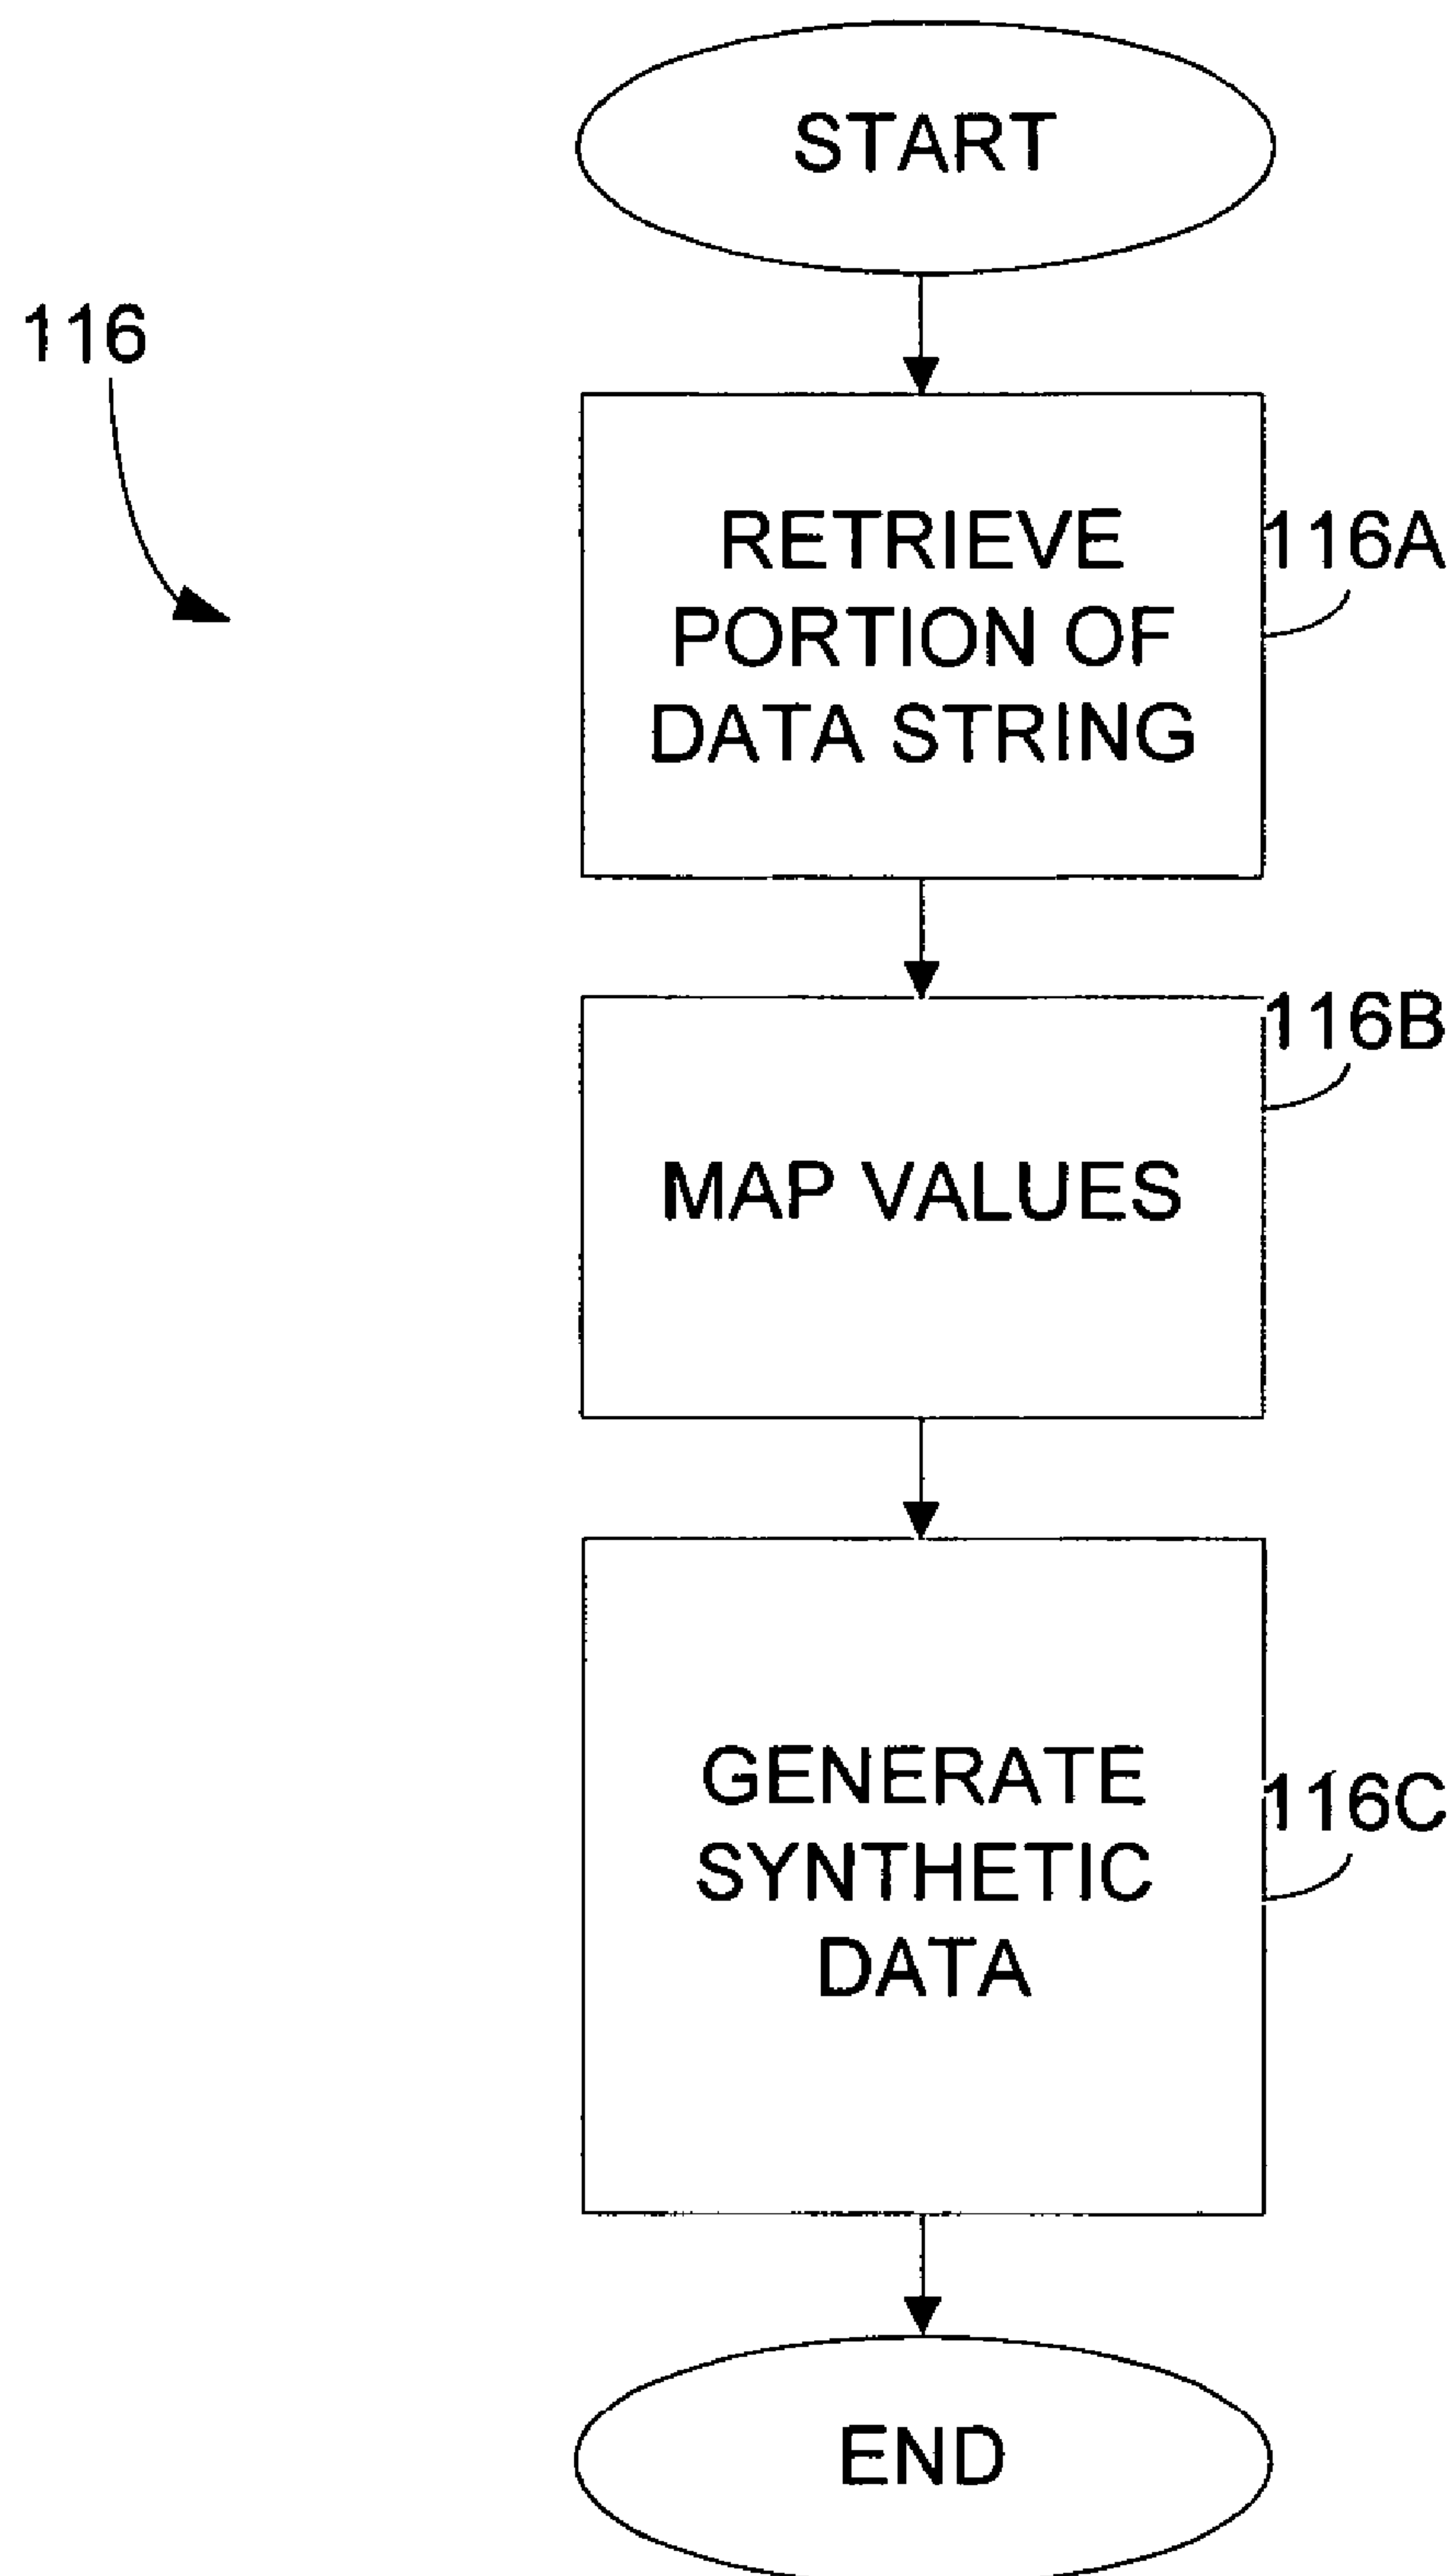 START
116
RETRIEVE
PORTION OF
DATA STRING
116A
MAP VALUES
116B
GENERATE
SYNTHETIC
DATA
116C
END